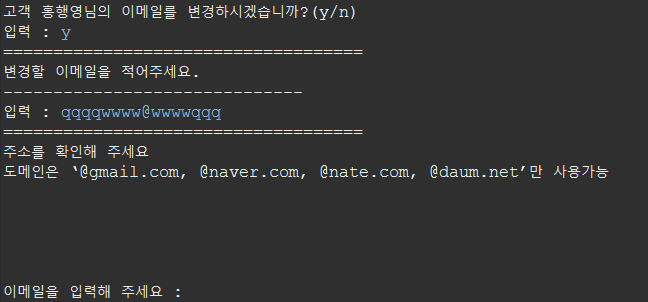 고객 홍행영님의 이메일를 변경하시겠습니까?(y/n)
입력 : y
====================================
변경할 이메일을 적어주세요.
------------------------------
입력 : qqqqwwww@wwwwqqq
====================================
주소를 확인해 주세요
도메인은 ‘@gmail.com, @naver.com, @nate.com, @daum.net’만 사용가능
이메일을 입력해 주세요 :